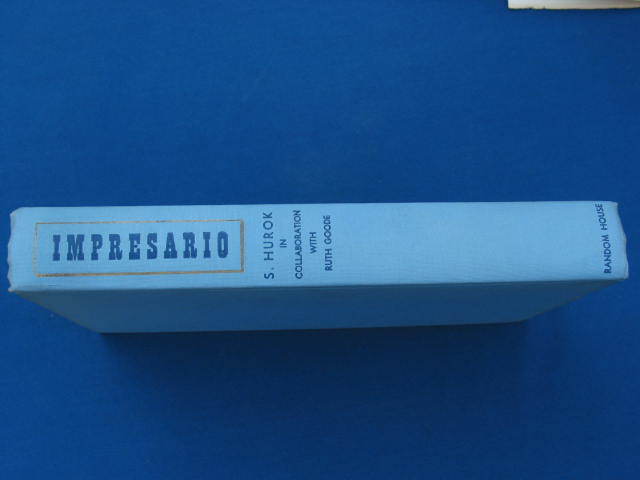 IMPRESARIO
S. HUROK
IN
COLLABORATION
WITH
RUTH GOODE
RANDOM HOUSE